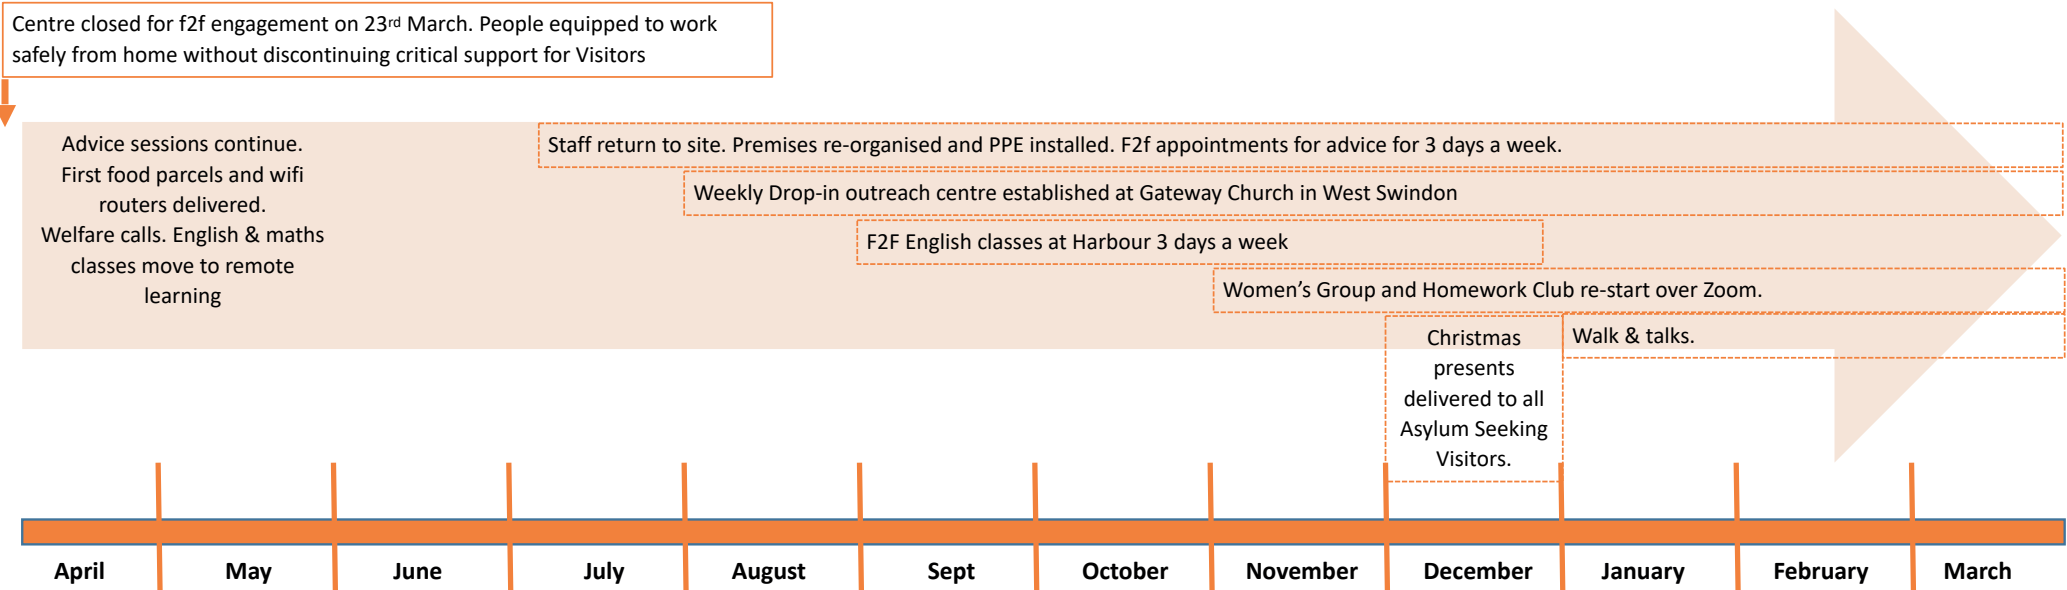 Centre closed for f2f engagement on 23rd March. People equipped to work
safely from home without discontinuing critical support for Visitors
Advice sessions continue.
First food parcels and wifi
routers delivered.
Welfare calls. English & maths
classes move to remote
learning
Staff return to site. Premises re-organised and PPE installed. F2f appointments for advice for 3 days a week.
Weekly Drop-in outreach centre established at Gateway Church in West Swindon
F2F English classes at Harbour 3 days a week
Women’s Group and Homework Club re-start over Zoom.
Christmas
presents
delivered to all
Asylum Seeking
Visitors.
Walk & talks.
April May June July August Sept October November December January February March